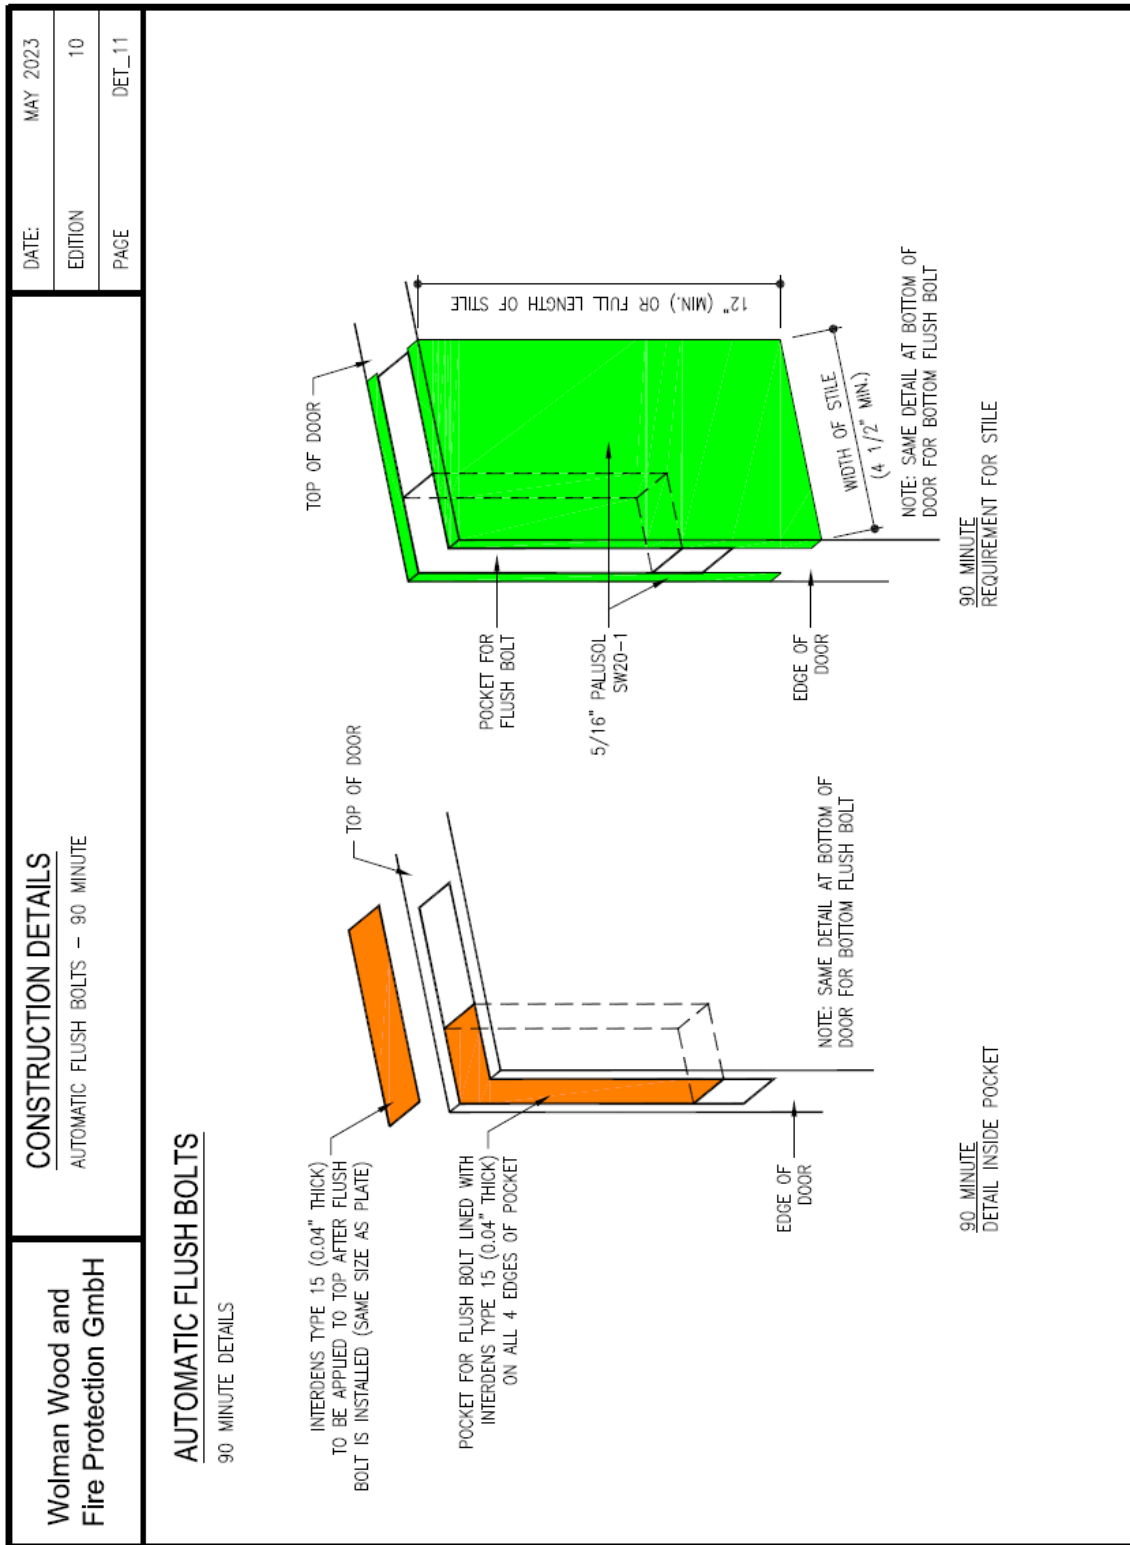 Wolman Wood and
Fire Protection GmbH
CONSTRUCTION DETAILS
AUTOMATIC FLUSH BOLTS – 90 MINUTE
DATE: MAY 2023
EDITION 10
PAGE DET_11
AUTOMATIC FLUSH BOLTS
90 MINUTE DETAILS
INTERDENS TYPE 15 (0.04" THICK)
TO BE APPLIED TO TOP AFTER FLUSH
BOLT IS INSTALLED (SAME SIZE AS PLATE)
TOP OF DOOR
POCKET FOR FLUSH BOLT LINED WITH
INTERDENS TYPE 15 (0.04" THICK)
ON ALL 4 EDGES OF POCKET
EDGE OF
DOOR
NOTE: SAME DETAIL AT BOTTOM OF
DOOR FOR BOTTOM FLUSH BOLT
90 MINUTE
DETAIL INSIDE POCKET
TOP OF DOOR
POCKET FOR
FLUSH BOLT
12" (MIN.) OR FULL LENGTH OF STILE
5/16" PALUSOL
SW20-1
EDGE OF
DOOR
WIDTH OF STILE
(4 1/2" MIN.)
NOTE: SAME DETAIL AT BOTTOM OF
DOOR FOR BOTTOM FLUSH BOLT
90 MINUTE
REQUIREMENT FOR STILE